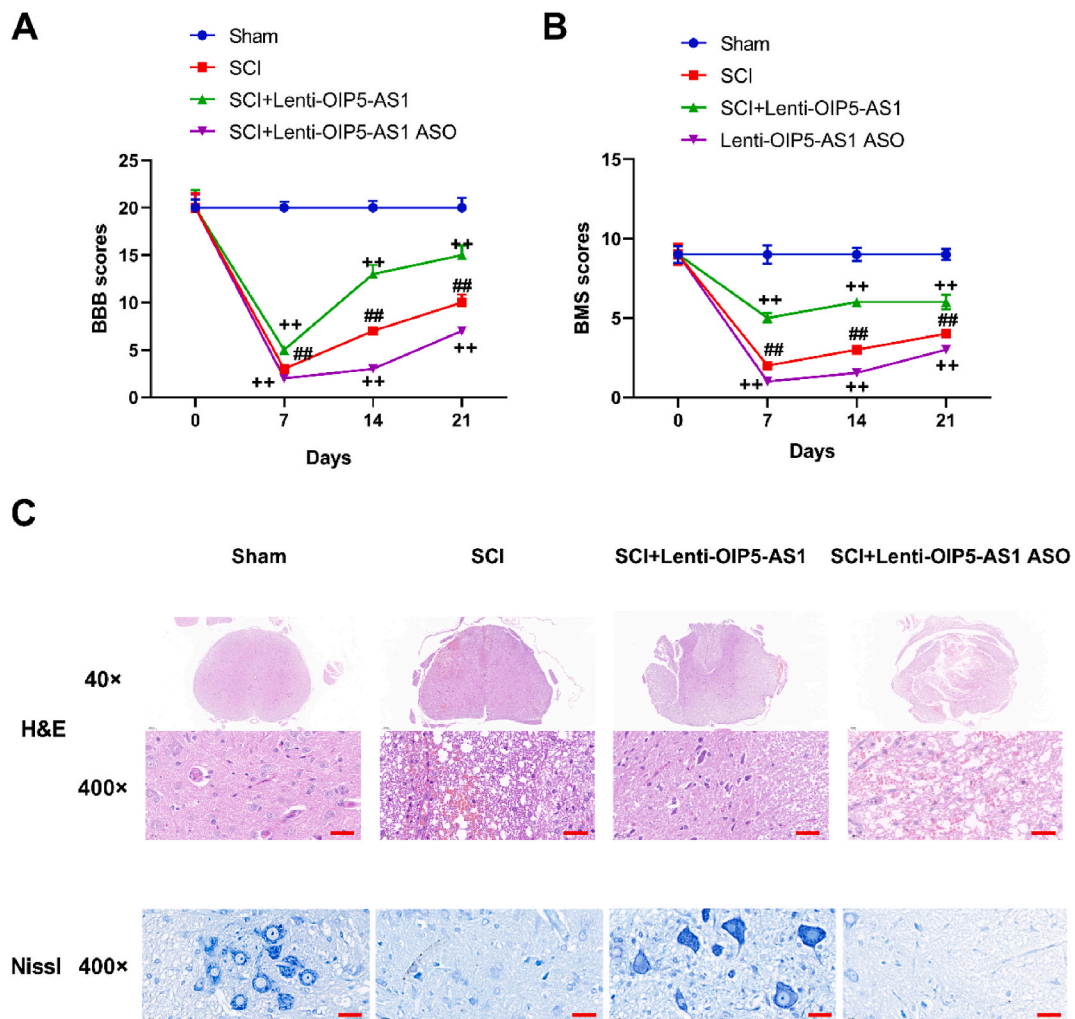 A
Sham
SCI
SCI+Lenti-OIP5-AS1
SCI+Lenti-OIP5-AS1 ASO
25
20
15
10
5
0
BBB scores
++
++
++
##
##
##
++
++
++
0 7 14 21
Days
B
Sham
SCI
SCI+Lenti-OIP5-AS1
Lenti-OIP5-AS1 ASO
15
10
5
0
BMS scores
++
++
++
##
##
##
++
++
++
0 7 14 21
Days
C
Sham SCI SCI+Lenti-OIP5-AS1 SCI+Lenti-OIP5-AS1 ASO
40×
H&E
400×
Nissl 400×